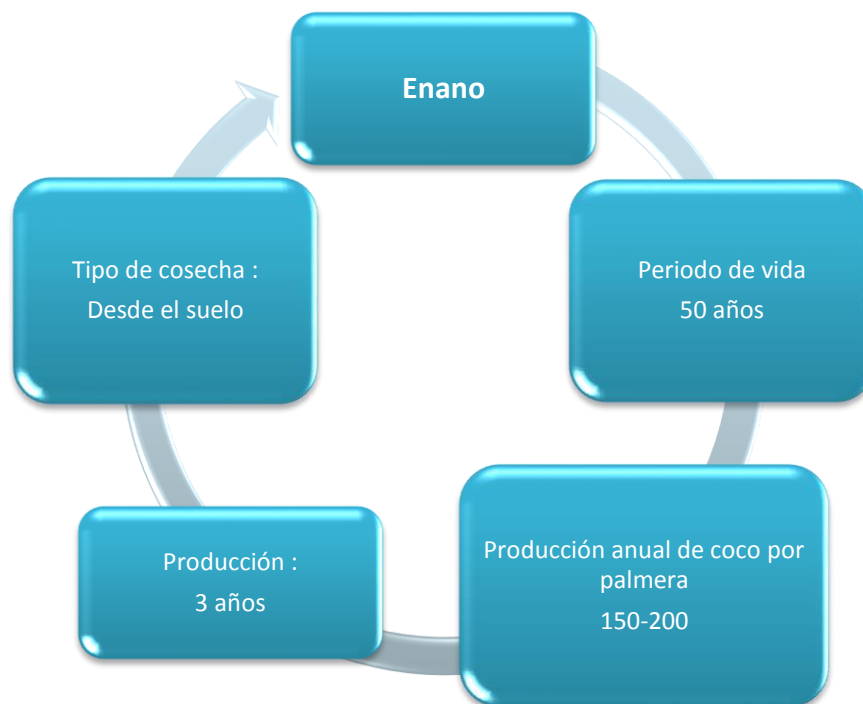 Enano
Periodo de vida
50 años
Producción anual de coco por
palmera
150-200
Producción :
3 años
Tipo de cosecha :
Desde el suelo